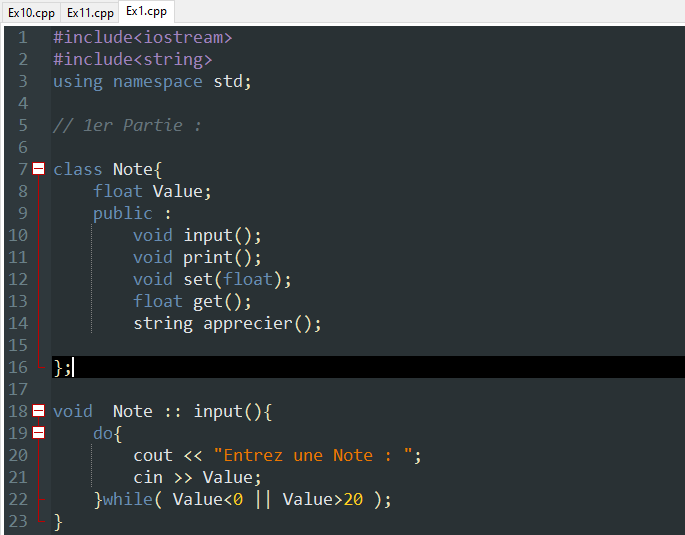 Ex10.cpp Ex11.cpp Ex1.cpp
1 #include<iostream>
2 #include<string>
3 using namespace std;
4
5 // 1er Partie :
6
7 class Note{
8 float Value;
9 public :
10 void input();
11 void print();
12 void set(float);
13 float get();
14 string apprecier();
15
16 };
17
18 void  Note :: input(){
19 do{
20 cout << "Entrez une Note : ";
21 cin >> Value;
22 }while( Value<0 || Value>20 );
23 }